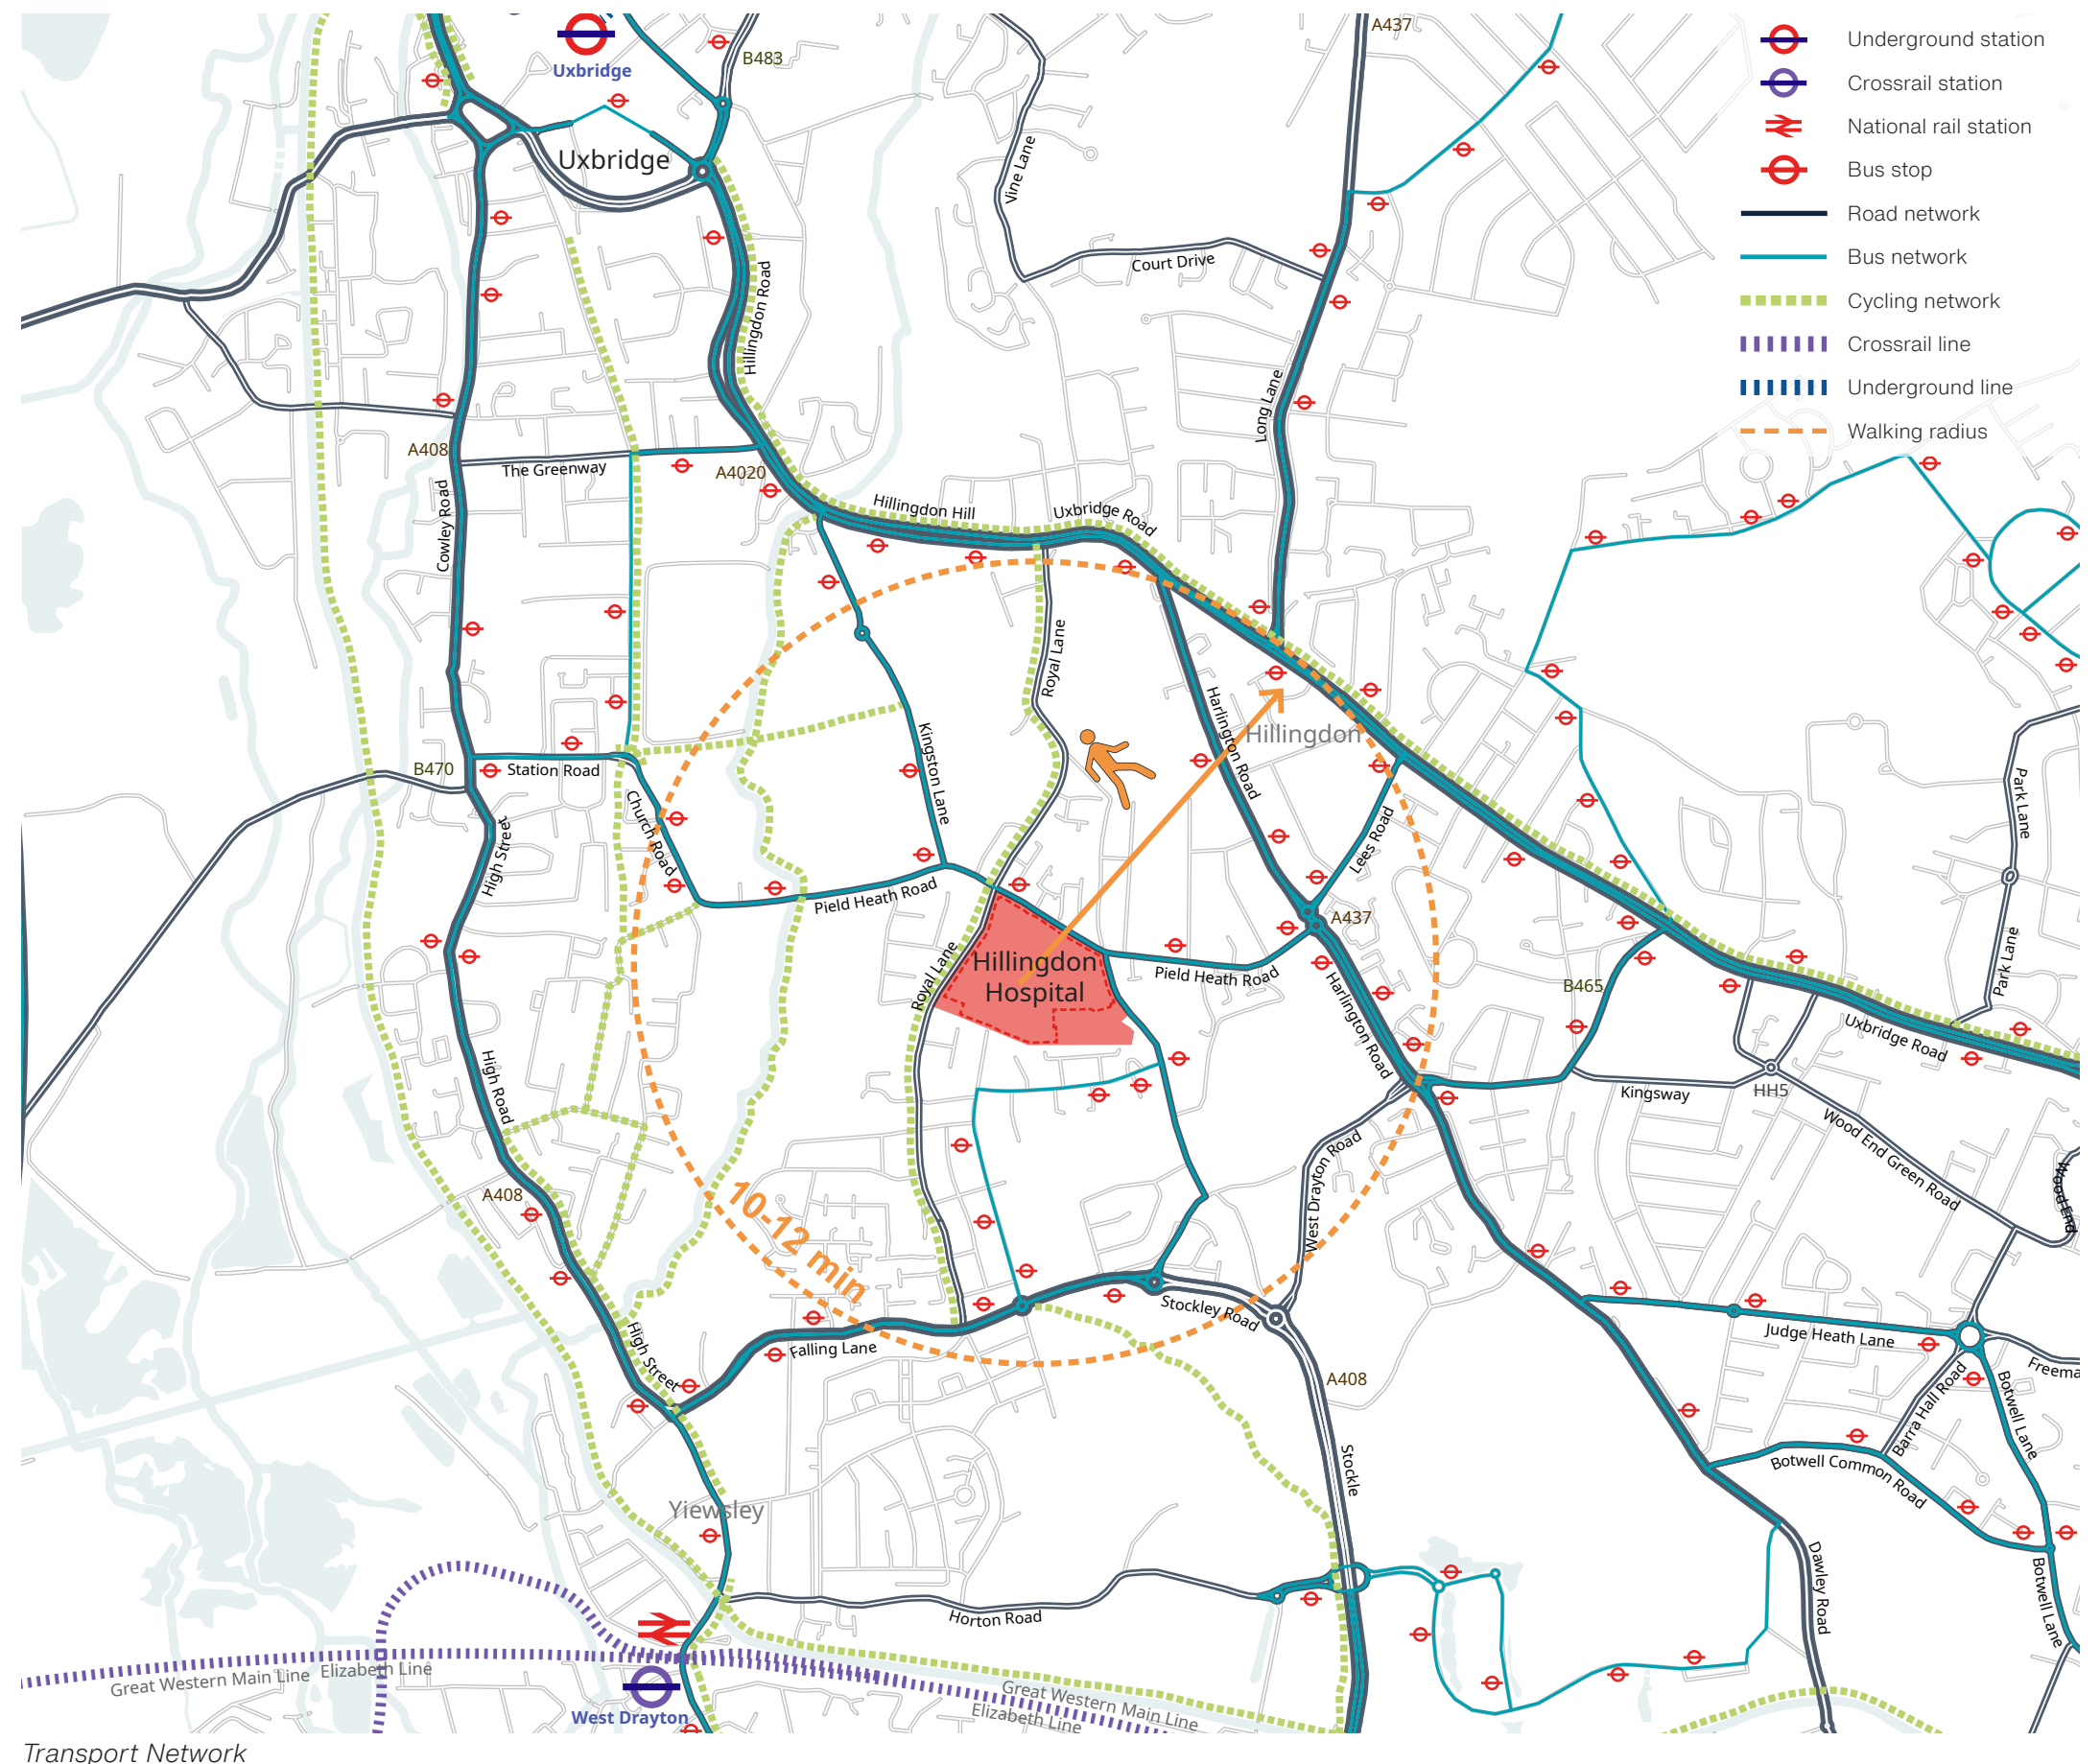 A437
Underground station
Uxbridge
B483
Crossrail station
National rail station
Uxbridge
Vine Lane
Bus stop
Road network
Court Drive
Bus network
Hillingdon Road
Cycling network
Crossrail line
Underground line
Long Lane
Walking radius
A408
The Greenway
A4020
Cowley Road
Hillingdon Hill
Uxbridge Road
Royal Lane
Harlington Road
Hillingdon
B470
Station Road
Kingston Lane
Park Lane
Church Road
High Street
Lees Road
Pield Heath Road
A437
Royal Lane
Hillingdon
Hospital
Pield Heath Road
B465
Park Lane
Harlington Road
Uxbridge Road
High Road
Kingsway
HH5
Wood End Green Road
West Drayton Road
Wood End
A408
10-12 min
Stockley Road
High Street
Falling Lane
Judge Heath Lane
Freema
A408
Barra Hall Road
Botwell Lane
Stockle
Botwell Common Road
Yiewsley
Dawley Road
Botwell Lane
Horton Road
Great Western Main Line
Elizabeth Line
Great Western Main Line
Elizabeth Line
West Drayton
Transport Network